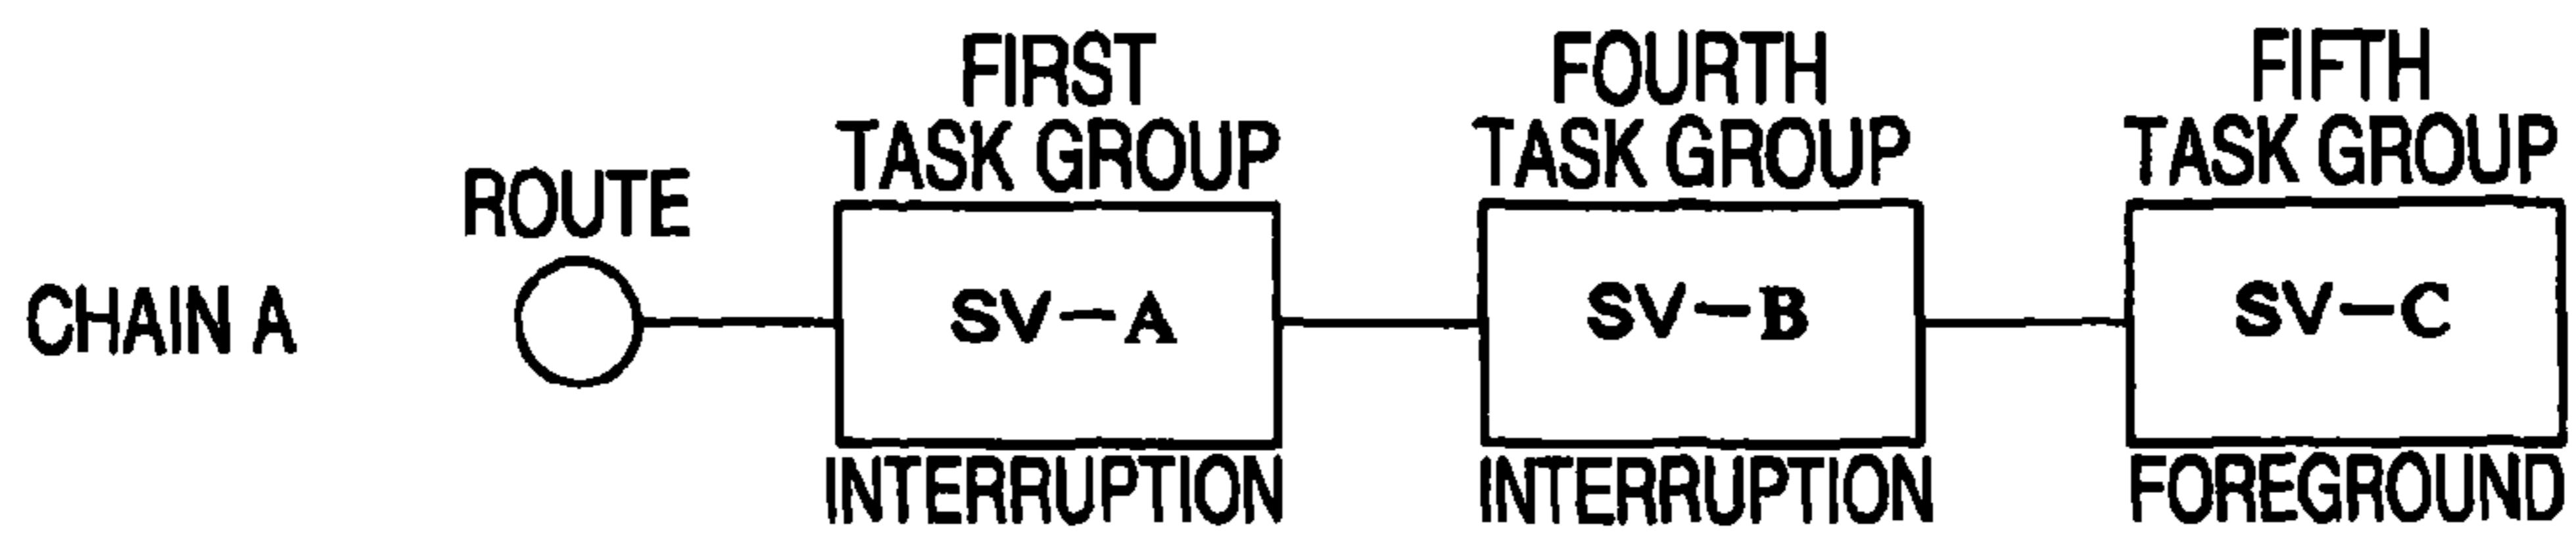 CHAIN A
ROUTE
FIRST
TASK GROUP
SV-A
INTERRUPTION
FOURTH
TASK GROUP
SV-B
INTERRUPTION
FIFTH
TASK GROUP
SV-C
FOREGROUND